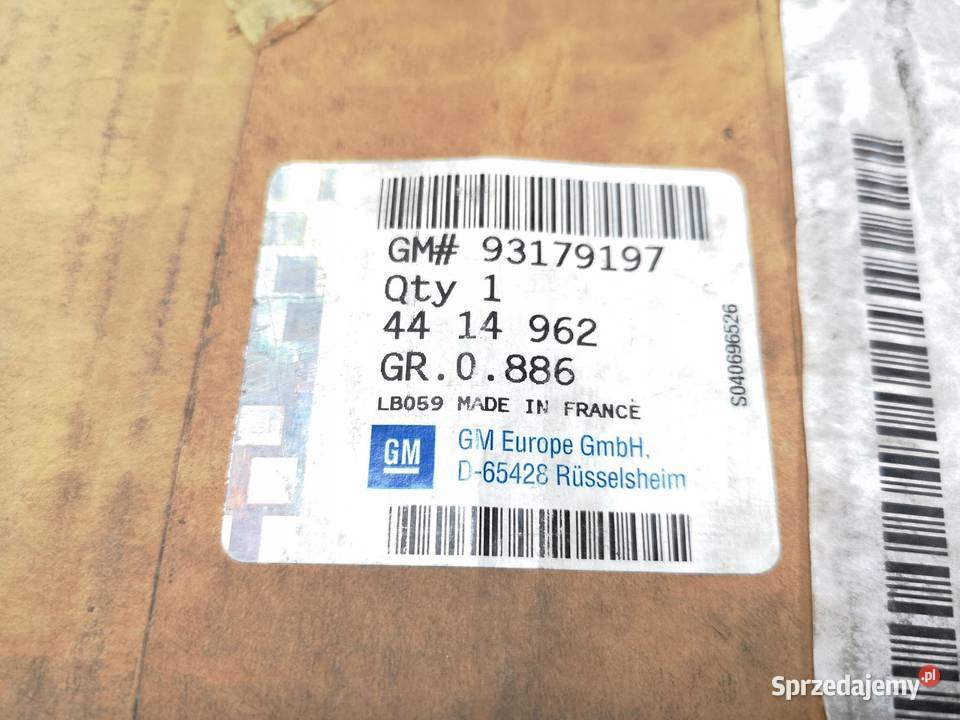 GM# 93179197
Qty 1
44 14 962
GR.0.886
LB059 MADE IN FRANCE
GM
GM Europe GmbH,
D-65428 Rüsselsheim
S040696526
Sprzedajemy.pl